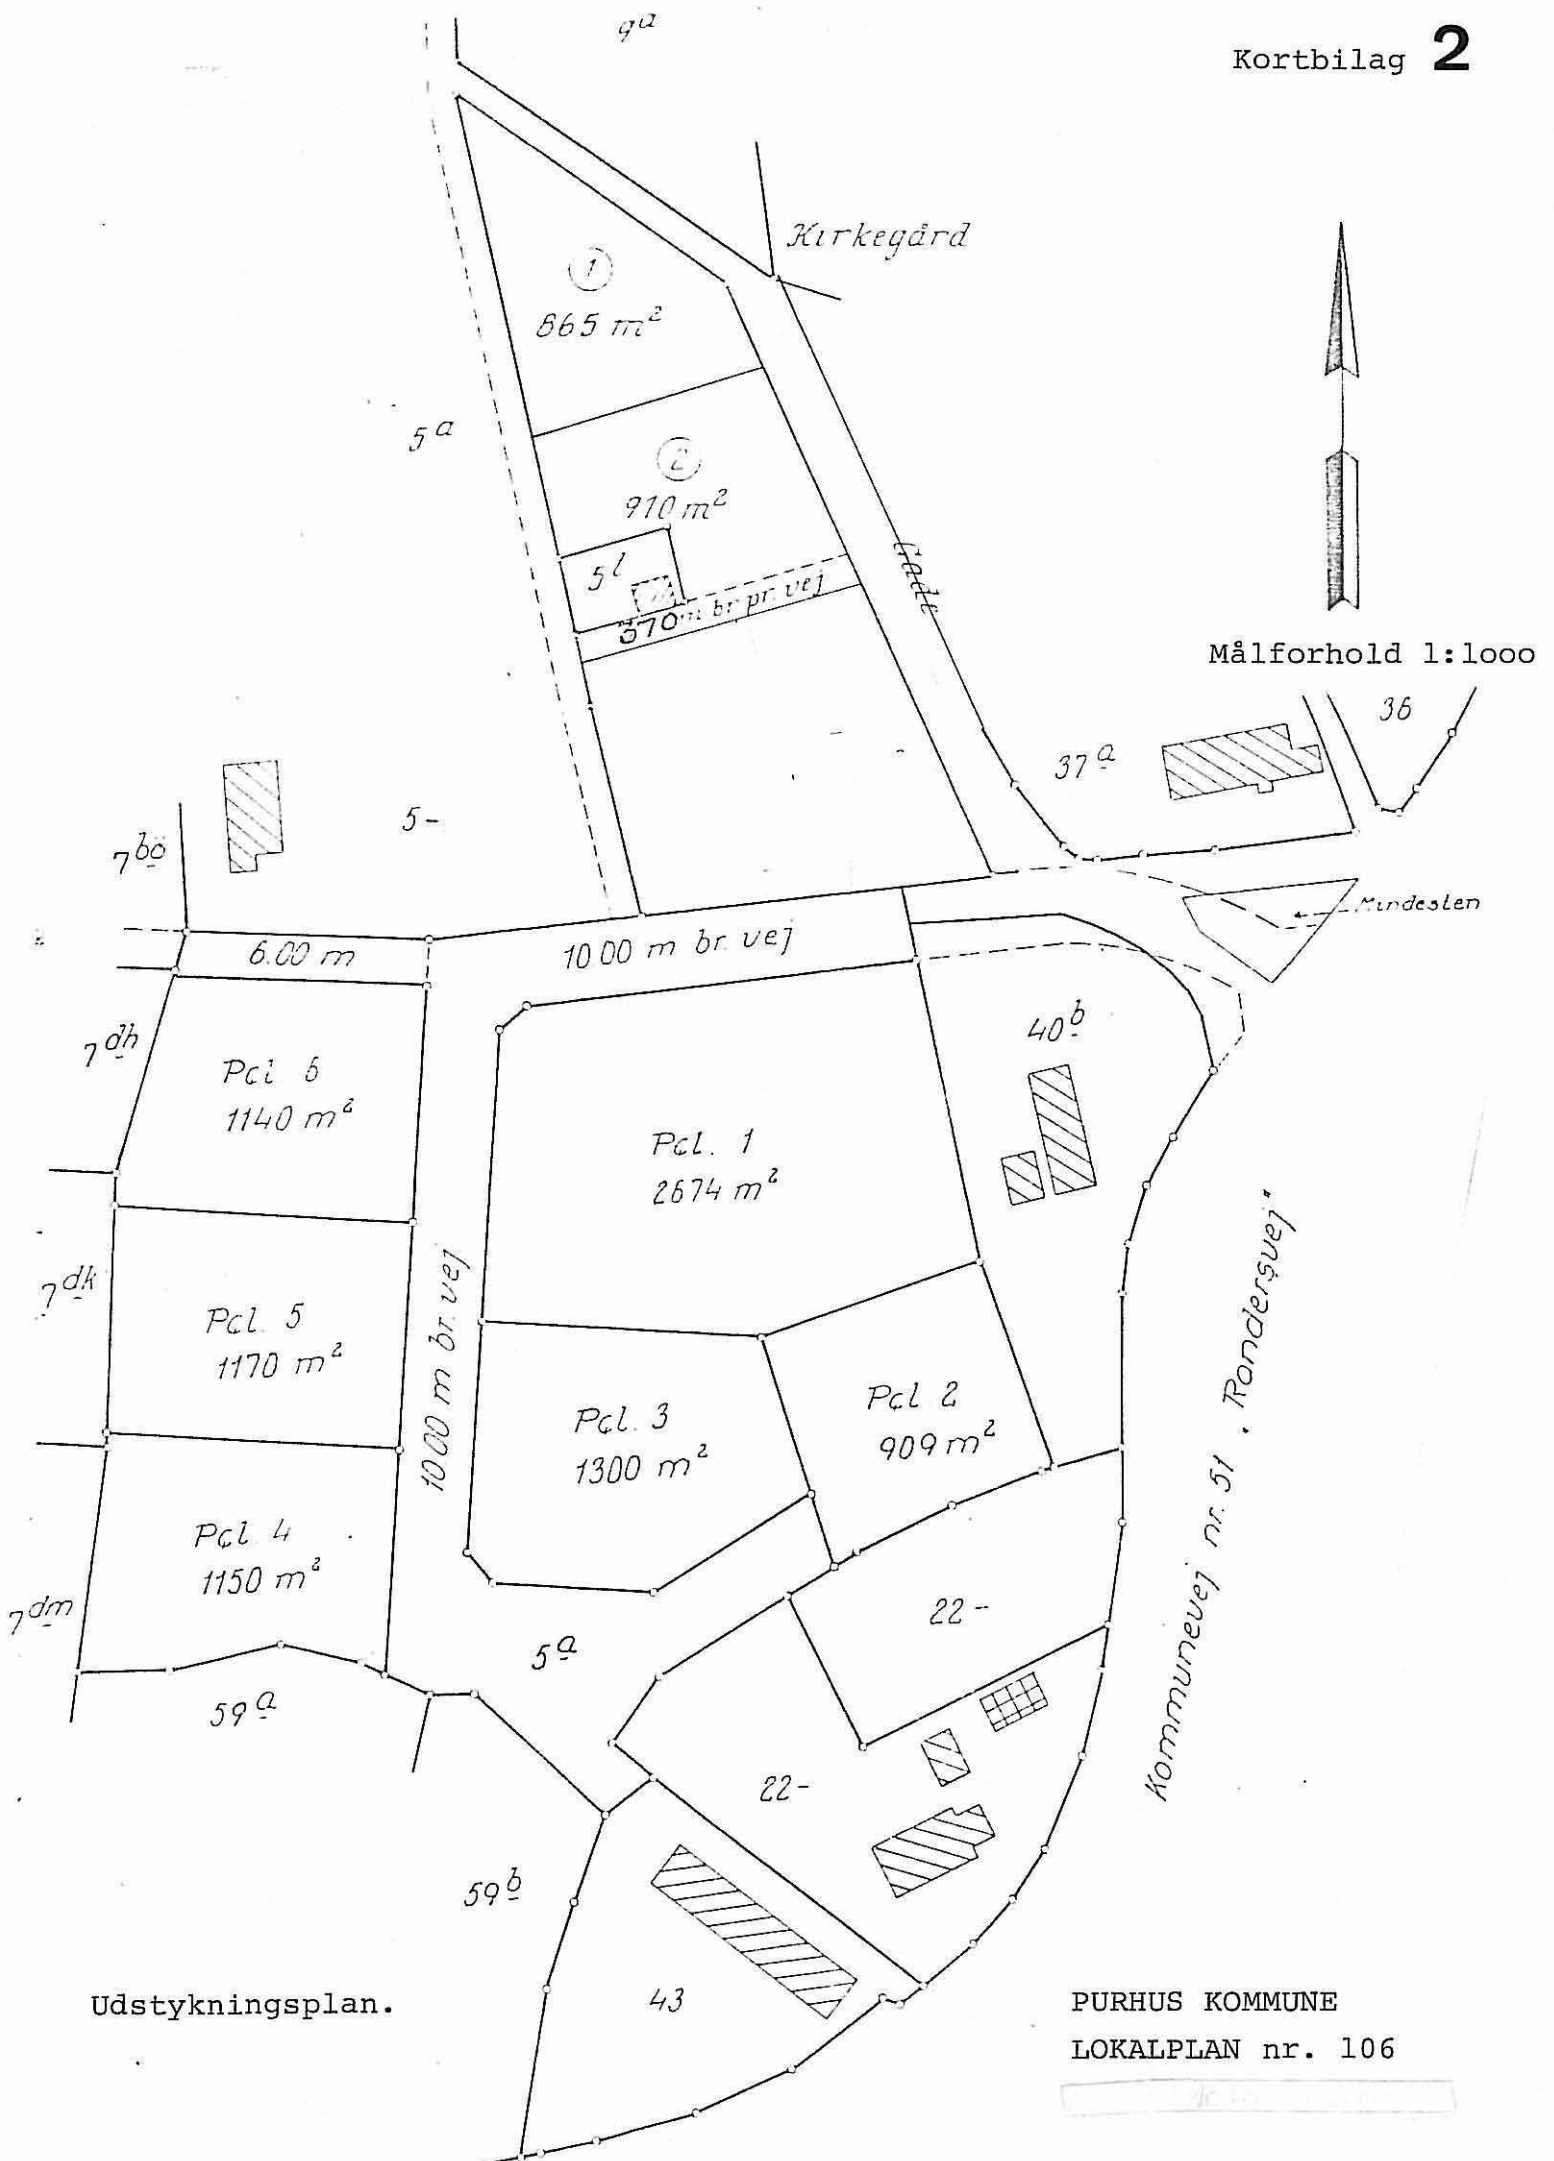 9a
Kortbilag 2
Kirkegård
1
865 m²
5a
2
910 m²
5l
370 m br pr. vej
Gade
Målforhold 1:1000
36
37a
5-
7bö
Mindesten
6.00 m
10 00 m br. vej
7dh
40b
Pcl 6
1140 m²
Pcl. 1
2674 m²
7dk
Pcl. 5
1170 m²
10 00 m br. vej
Pcl 2
909 m²
Pcl. 3
1300 m²
Kommunevej nr. 51 . Randersvej"
Pcl 4
1150 m²
7dm
22-
5a
59a
22-
59b
43
Udstykningsplan.
PURHUS KOMMUNE
LOKALPLAN nr. 106